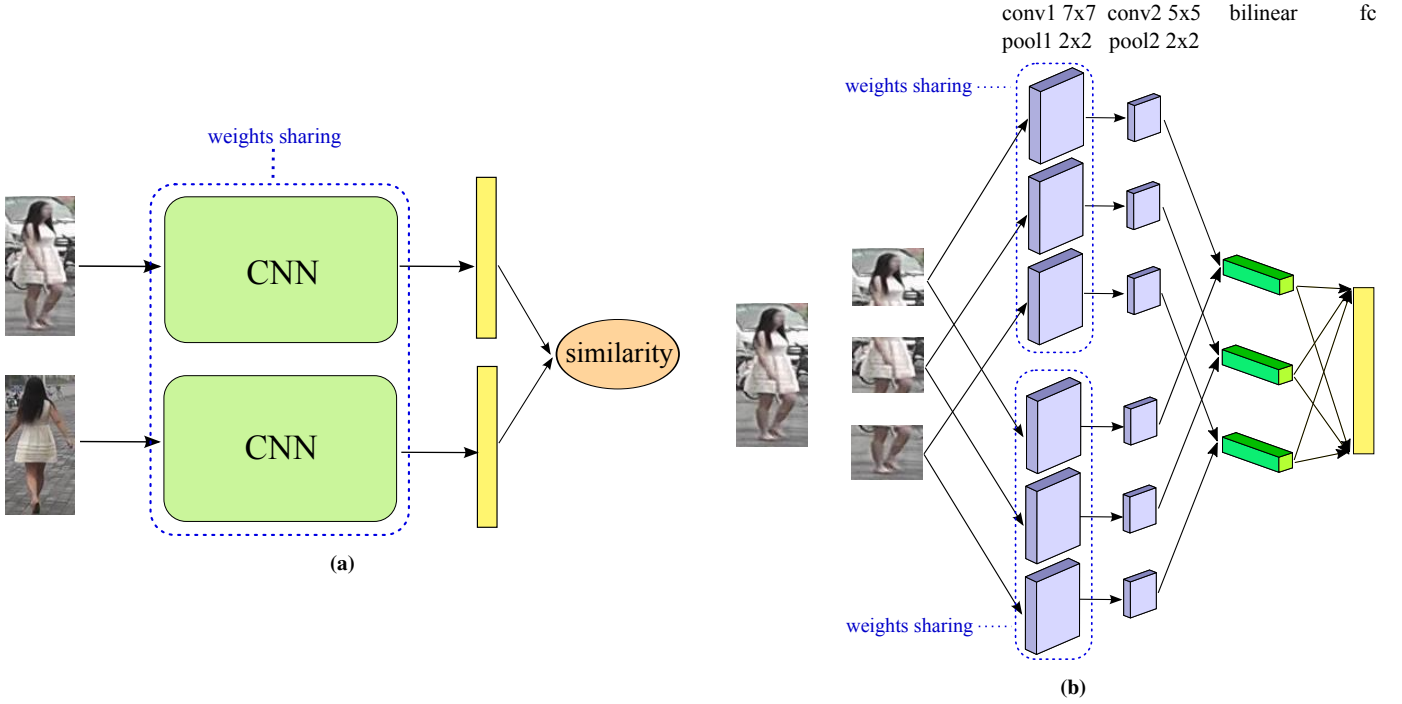 weights sharing
CNN
CNN
similarity
(a)
conv1 7x7 conv2 5x5 bilinear fc
pool1 2x2 pool2 2x2
weights sharing
weights sharing
(b)